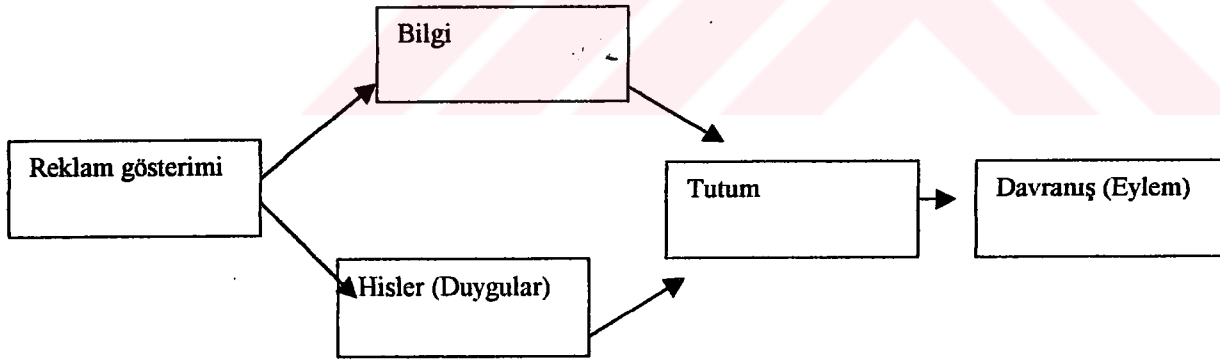 Bilgi
Reklam gösterimi
Tutum
Davranış (Eylem)
Hisler (Duygular)